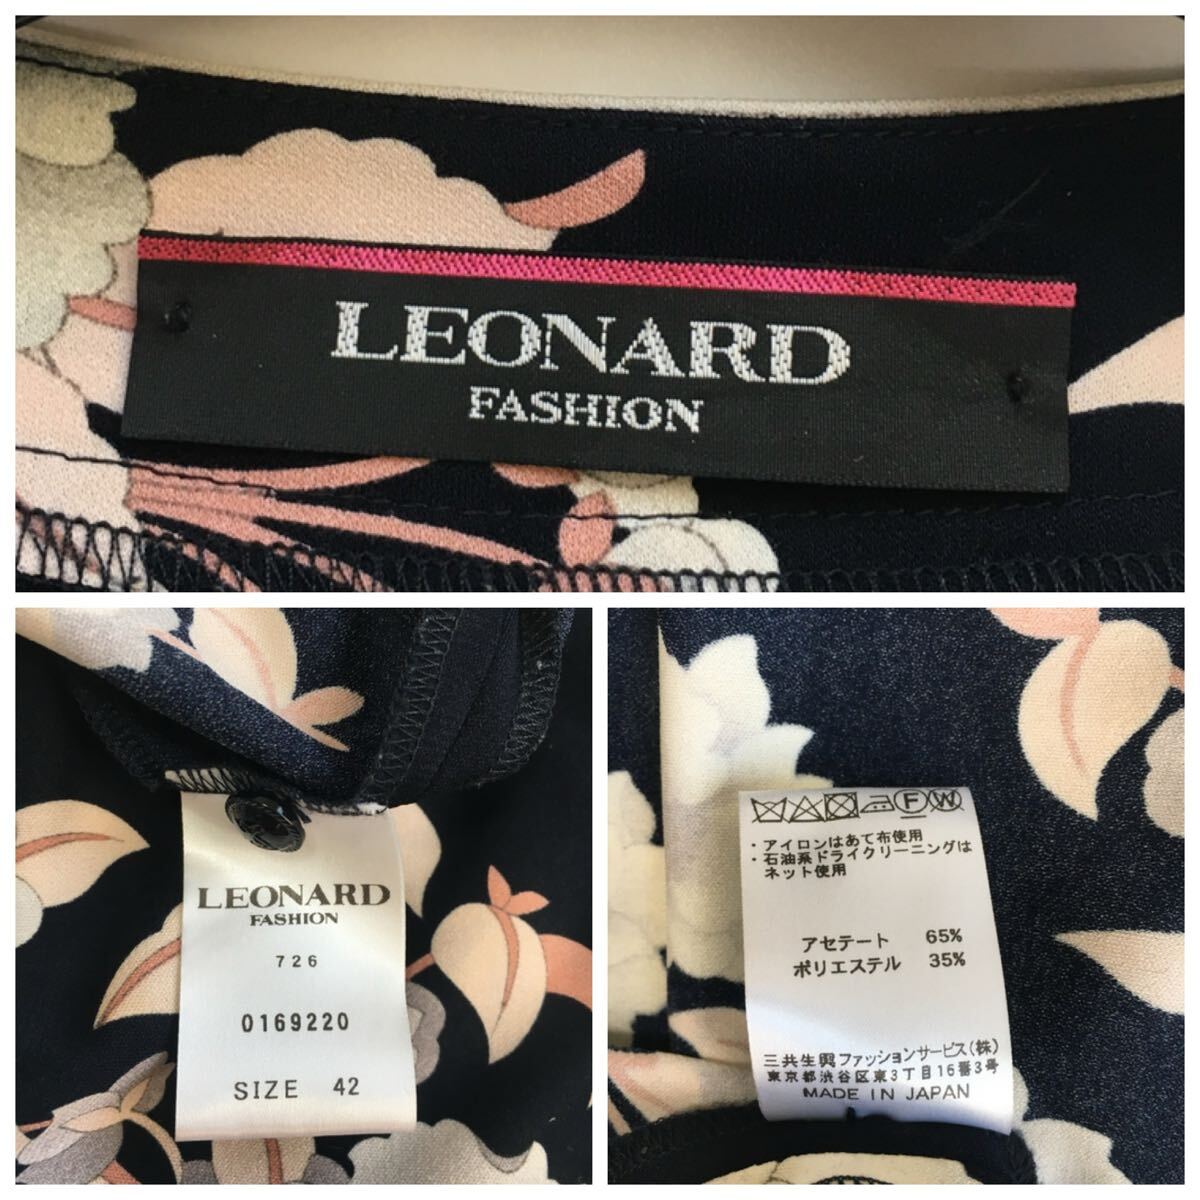 LEONARD
FASHION
LEONARD
FASHION
726
0169220
SIZE 42
F W
・アイロンはあて布使用
・石油系ドライクリーニングは
ネット使用
アセテート 65%
ポリエステル 35%
三共生興ファッションサービス(株)
東京都渋谷区東3丁目16番3号
MADE IN JAPAN